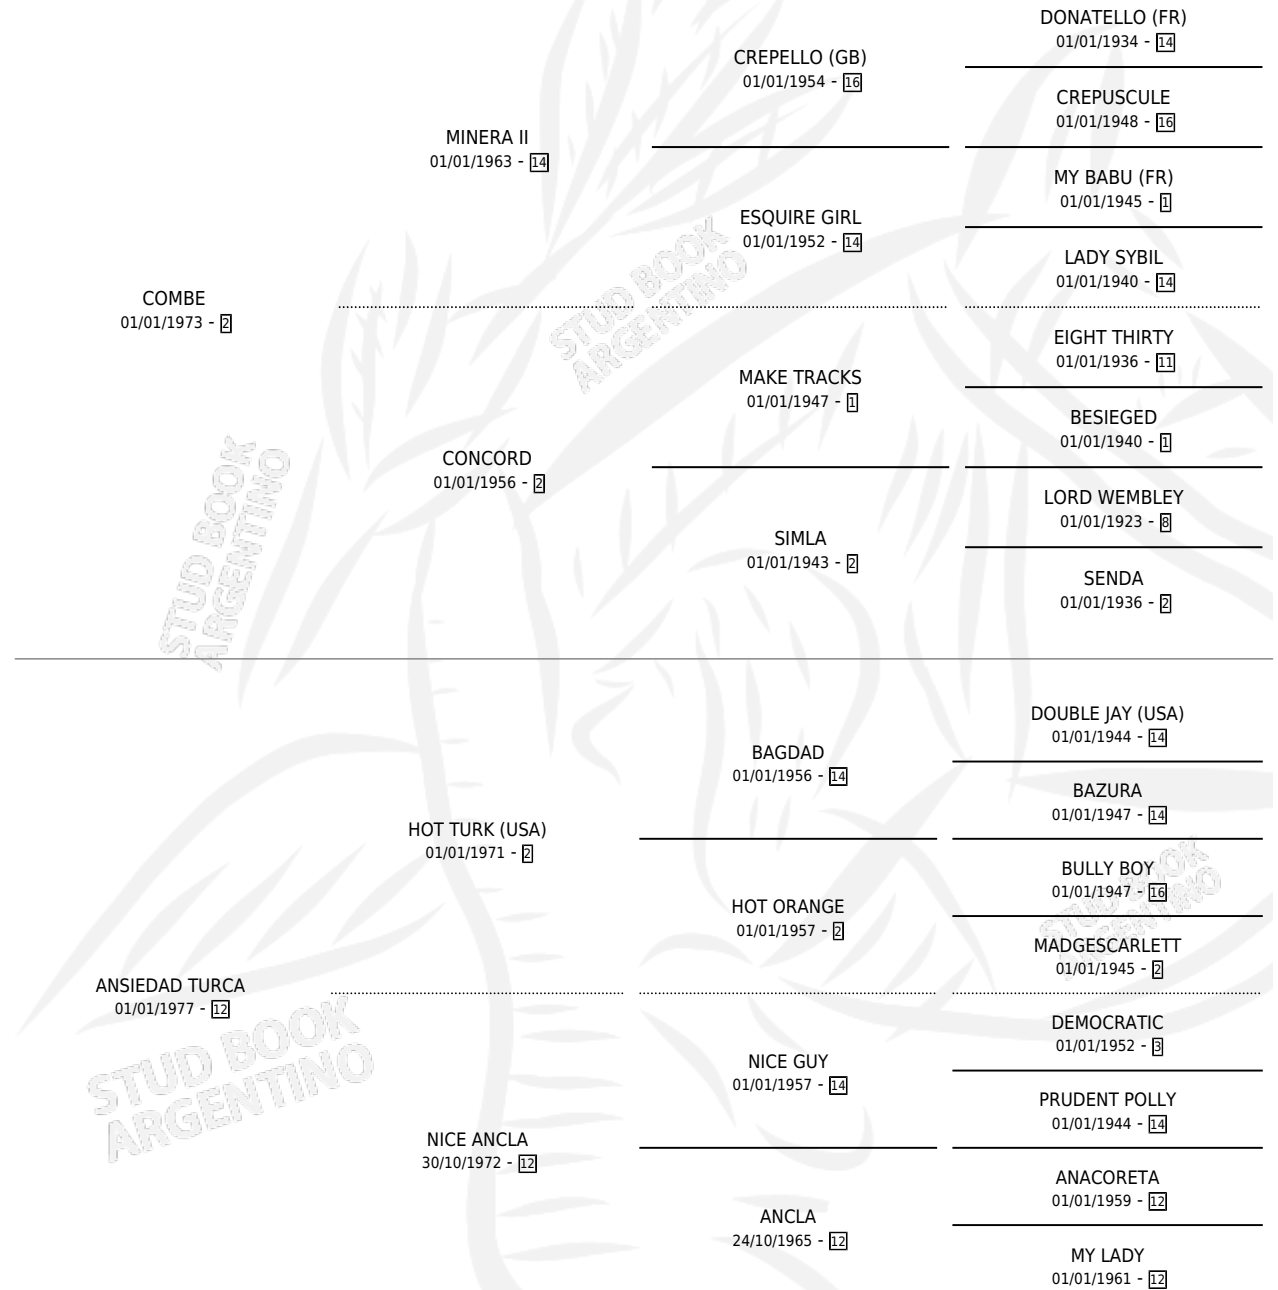 DONATELLO (FR)
01/01/1934 - 14
CREPELLO (GB)
01/01/1954 - 16
CREPUSCULE
01/01/1948 - 16
MINERA II
01/01/1963 - 14
MY BABU (FR)
01/01/1945 - 1
ESQUIRE GIRL
01/01/1952 - 14
LADY SYBIL
01/01/1940 - 14
COMBE
01/01/1973 - 2
STUD BOOK
ARGENTINO
EIGHT THIRTY
01/01/1936 - 11
MAKE TRACKS
01/01/1947 - 1
BESIEGED
01/01/1940 - 1
CONCORD
01/01/1956 - 2
LORD WEMBLEY
01/01/1923 - 8
SIMLA
01/01/1943 - 2
SENDA
01/01/1936 - 2
STUD BOOK
ARGENTINO
DOUBLE JAY (USA)
01/01/1944 - 14
BAGDAD
01/01/1956 - 14
BAZURA
01/01/1947 - 14
HOT TURK (USA)
01/01/1971 - 2
BULLY BOY
01/01/1947 - 16
HOT ORANGE
01/01/1957 - 2
STUD BOOK
ARGENTINO
MADGESCARLETT
01/01/1945 - 2
ANSIEDAD TURCA
01/01/1977 - 12
DEMOCRATIC
01/01/1952 - 3
NICE GUY
01/01/1957 - 14
PRUDENT POLLY
01/01/1944 - 14
STUD BOOK
ARGENTINO
NICE ANCLA
30/10/1972 - 12
ANACORETA
01/01/1959 - 12
ANCLA
24/10/1965 - 12
MY LADY
01/01/1961 - 12